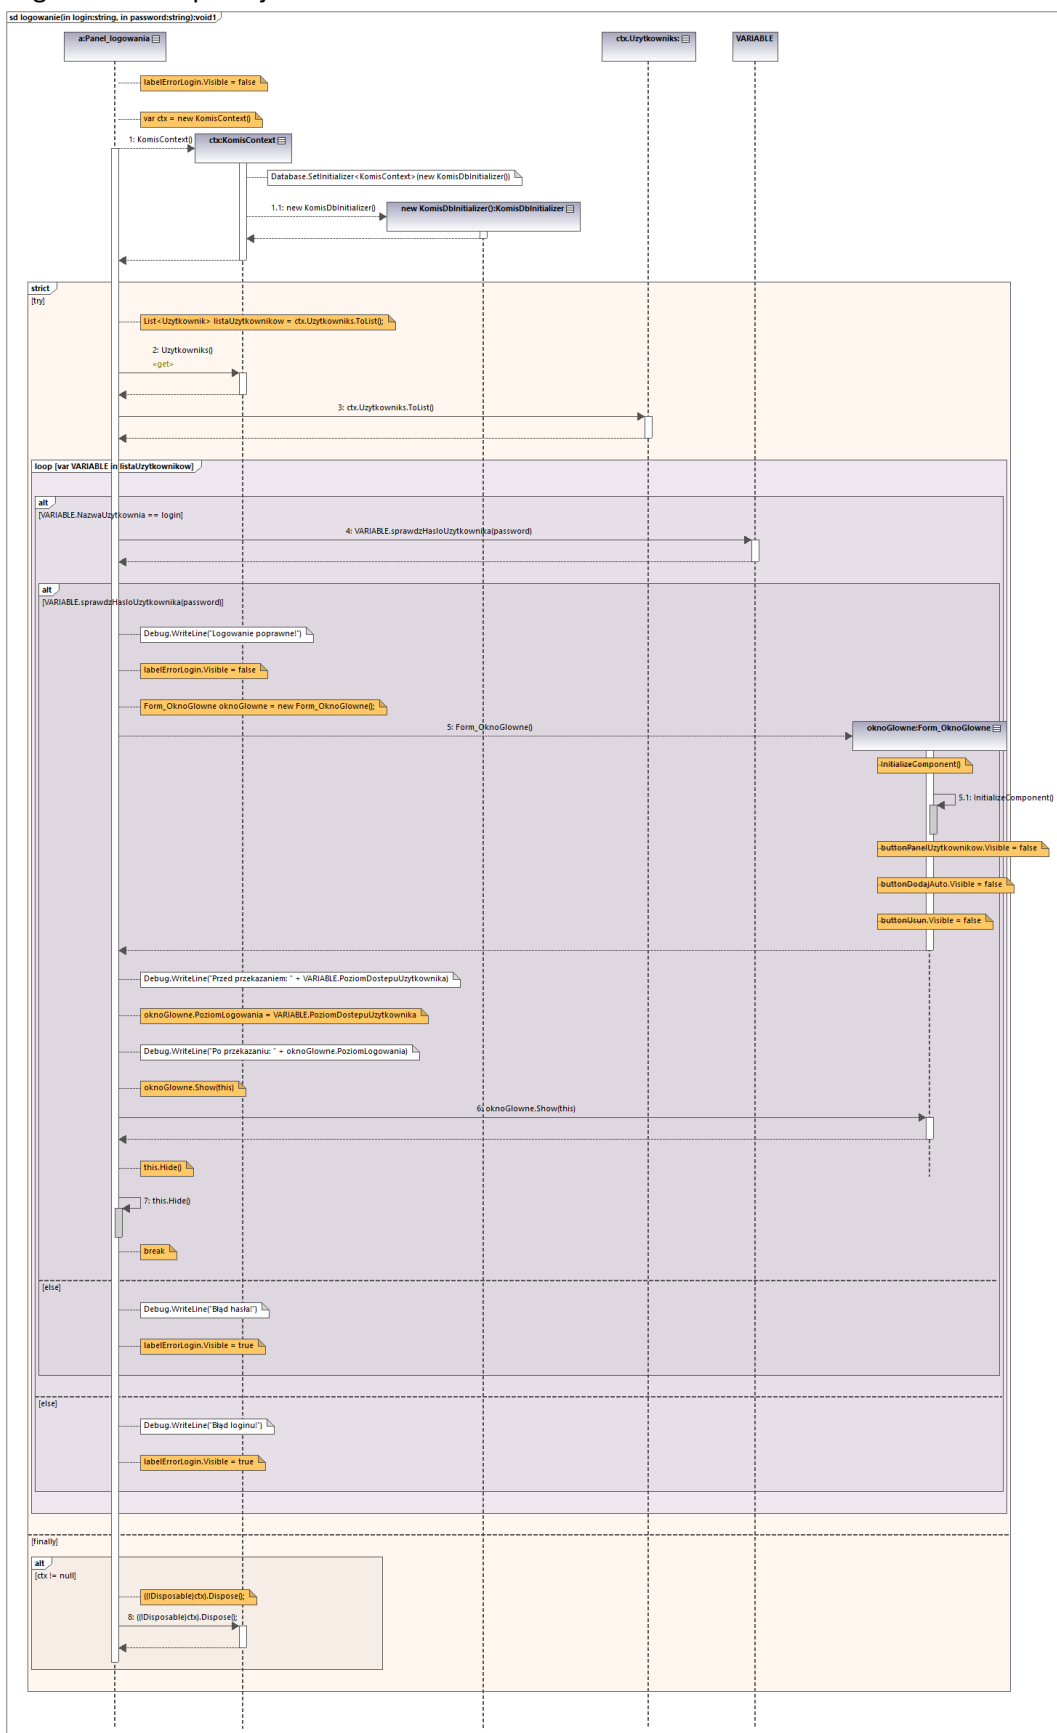 sd logowanie(in login:string, in password:string):void1
a:Panel_logowania
ctx.Uzytkowniks:
VARIABLE
labelErrorLogin.Visible = false
var ctx = new KomisContext()
1: KomisContext()
ctx:KomisContext
Database.SetInitializer<KomisContext>(new KomisDbInitializer())
1.1: new KomisDbInitializer()
new KomisDbInitializer():KomisDbInitializer
strict
[try]
List<Uzytkownik> listaUzytkownikow = ctx.Uzytkowniks.ToList();
2: Uzytkowniks()
«get»
3: ctx.Uzytkowniks.ToList()
loop [var VARIABLE in listaUzytkownikow]
alt
[VARIABLE.NazwaUzytkownia == login]
4: VARIABLE.sprawdzHasloUzytkownika(password)
alt
[VARIABLE.sprawdzHasloUzytkownika(password)]
Debug.WriteLine("Logowanie poprawne!")
labelErrorLogin.Visible = false
Form_OknoGlowne oknoGlowne = new Form_OknoGlowne();
5: Form_OknoGlowne()
oknoGlowne:Form_OknoGlowne
InitializeComponent()
5.1: InitializeComponent()
buttonPanelUzytkownikow.Visible = false
buttonDodajAuto.Visible = false
buttonUsun.Visible = false
Debug.WriteLine("Przed przekazaniem: " + VARIABLE.PoziomDostepuUzytkownika)
oknoGlowne.PoziomLogowania = VARIABLE.PoziomDostepuUzytkownika
Debug.WriteLine("Po przekazaniu: " + oknoGlowne.PoziomLogowania)
oknoGlowne.Show(this)
6: oknoGlowne.Show(this)
this.Hide()
7: this.Hide()
break
[else]
Debug.WriteLine("Błąd hasła!")
labelErrorLogin.Visible = true
[else]
Debug.WriteLine("Błąd loginu!")
labelErrorLogin.Visible = true
[finally]
alt
[ctx != null]
((IDisposable)ctx).Dispose();
8: ((IDisposable)ctx).Dispose();